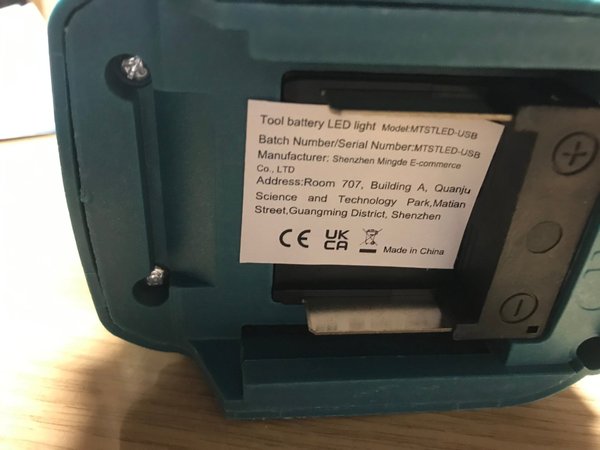 Tool battery LED light Model:MTSTLED-USB
Batch Number/Serial Number:MTSTLED-USB
Manufacturer: Shenzhen Mingde E-commerce
Co., LTD
Address:Room 707, Building A, Quanju
Science and Technology Park,Matian
Street,Guangming District, Shenzhen
CE UK CA Made in China
+
−